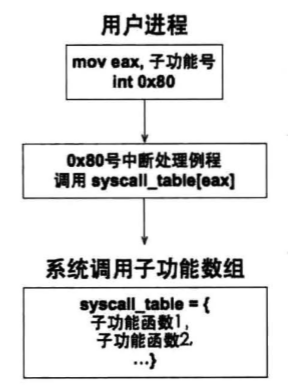 用户进程
mov eax, 子功能号
int 0x80
0x80号中断处理例程
调用 syscall_table[eax]
系统调用子功能数组
syscall_table = {
子功能函数1,
子功能函数2,
...}